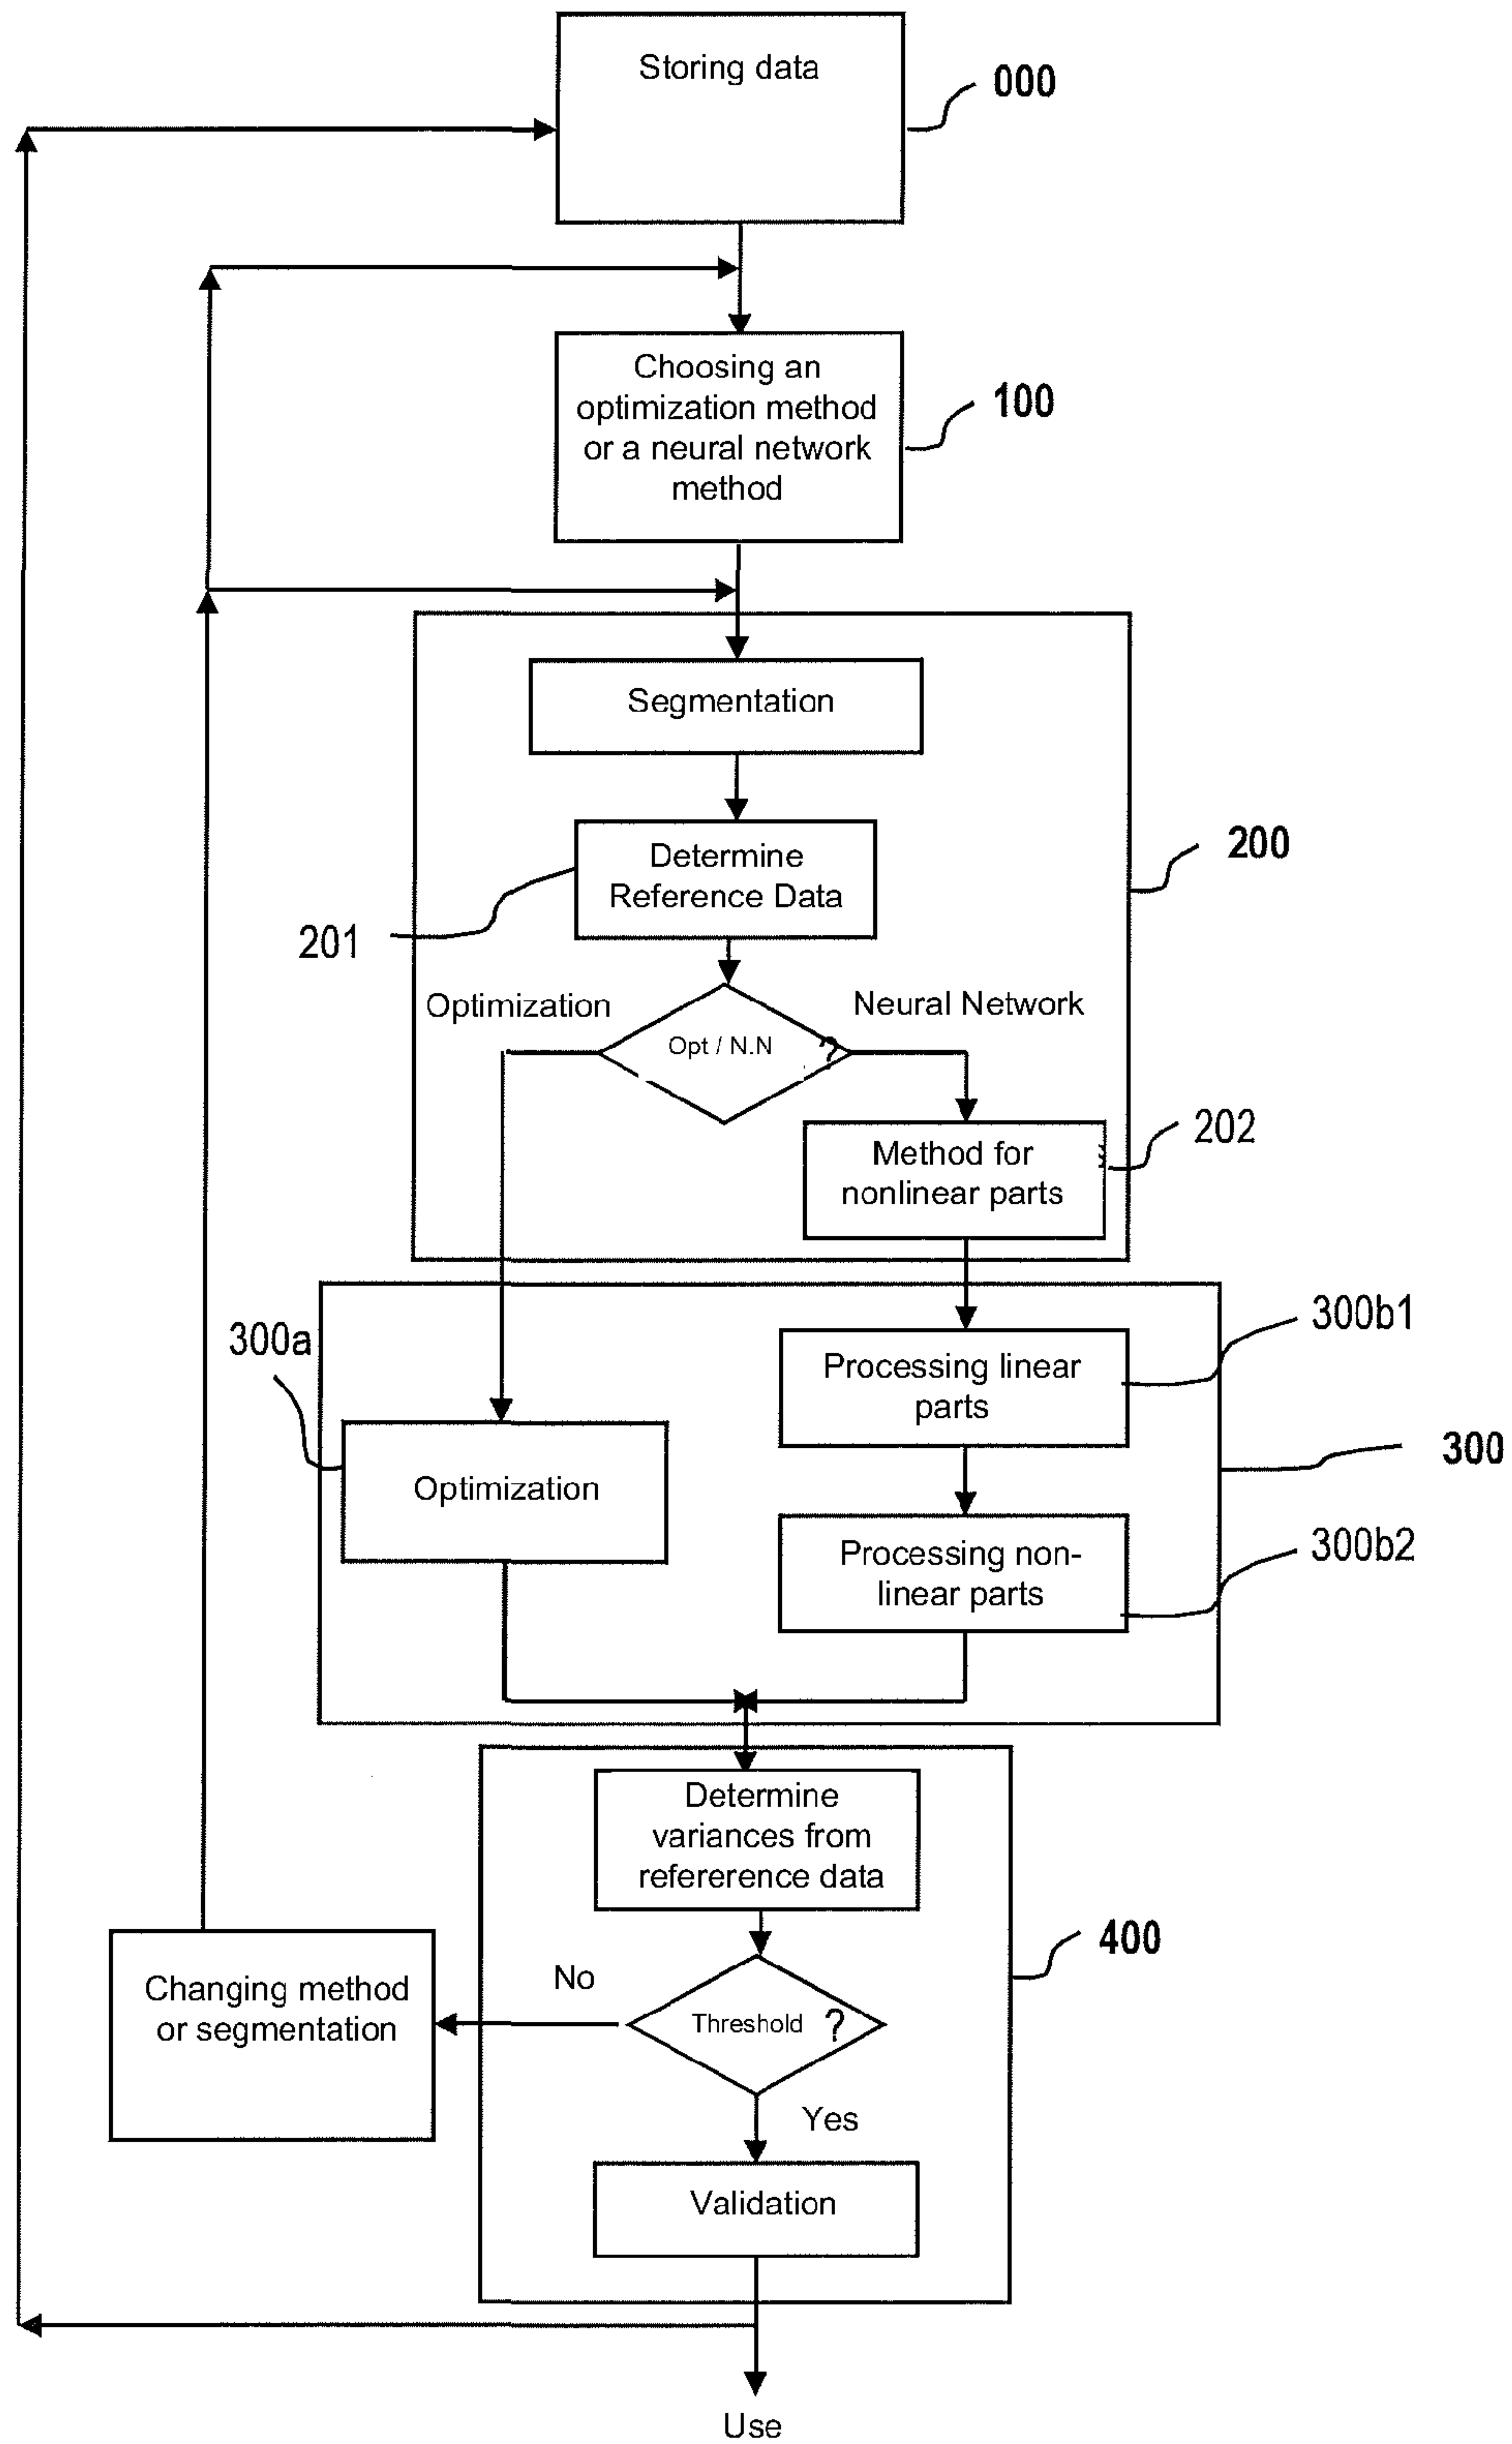 Storing data
000
Choosing an
optimization method
or a neural network
method
100
Segmentation
Determine
Reference Data
200
201
Optimization
Neural Network
Opt / N.N ?
Method for
nonlinear parts
202
300a
300b1
Processing linear
parts
Optimization
300
Processing non-
linear parts
300b2
Determine
variances from
refererence data
400
No
Changing method
or segmentation
Threshold ?
Yes
Validation
Use